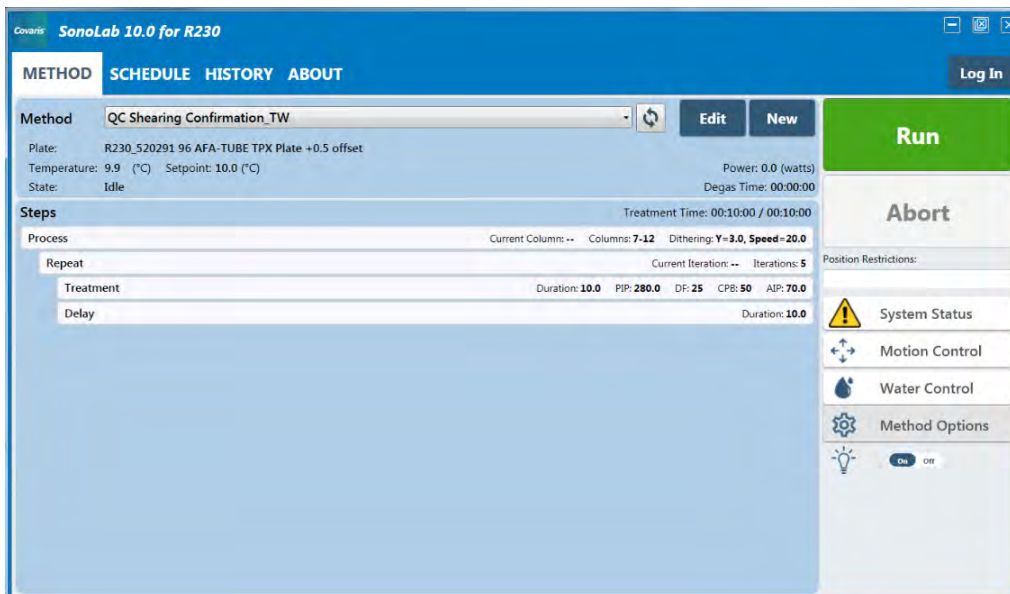 Covaris SonoLab 10.0 for R230
METHOD SCHEDULE HISTORY ABOUT Log In
Method QC Shearing Confirmation_TW Edit New
Plate: R230_520291 96 AFA-TUBE TPX Plate +0.5 offset
Temperature: 9.9 (°C) Setpoint: 10.0 (°C) Power: 0.0 (watts)
State: Idle Degas Time: 00:00:00
Steps Treatment Time: 00:10:00 / 00:10:00
Process Current Column: -- Columns: 7-12 Dithering: Y=3.0, Speed=20.0
Repeat Current Iteration: -- Iterations: 5
Treatment Duration: 10.0 PIP: 280.0 DF: 25 CPB: 50 AIP: 70.0
Delay Duration: 10.0
Run
Abort
Position Restrictions:
System Status
Motion Control
Water Control
Method Options
On Off